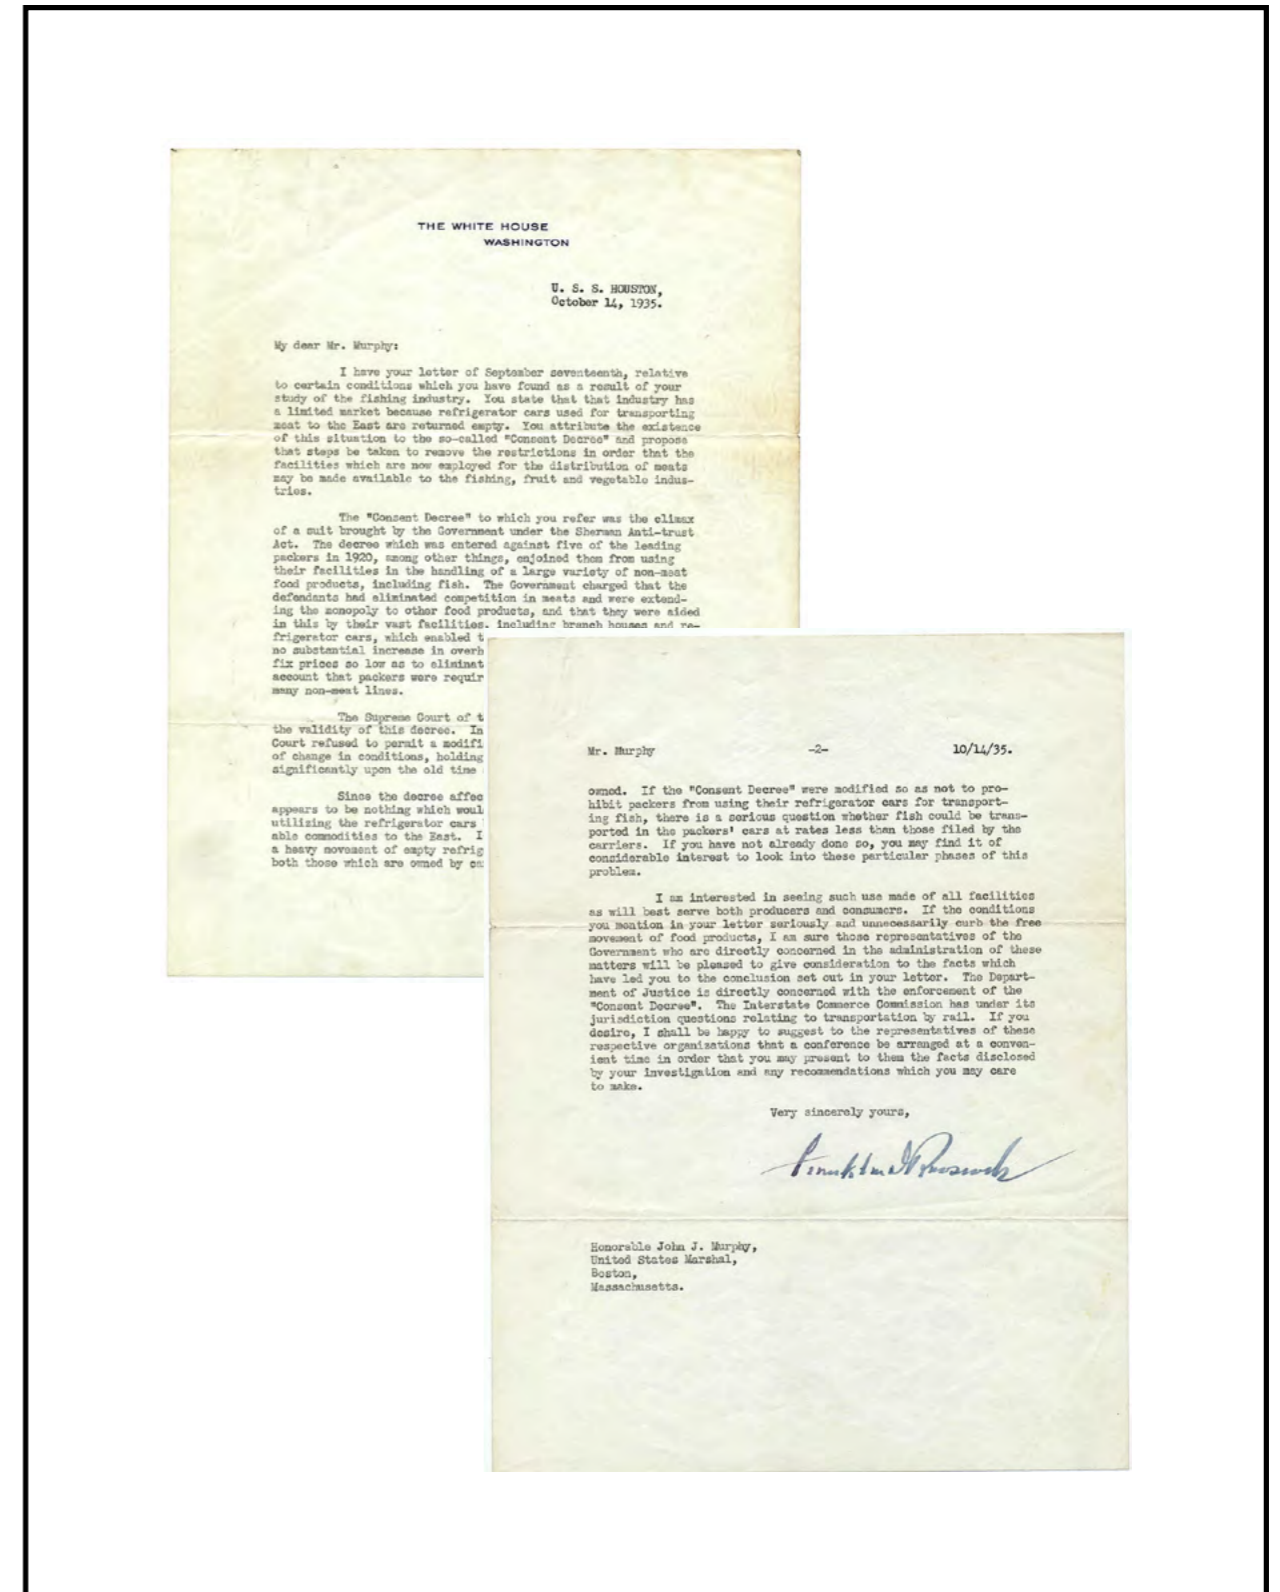 THE WHITE HOUSE
WASHINGTON
U. S. S. HOUSTON,
October 14, 1935.
My dear Mr. Murphy:
I have your letter of September seventeenth, relative
to certain conditions which you have found as a result of your
study of the fishing industry. You state that that industry has
a limited market because refrigerator cars used for transporting
meat to the East are returned empty. You attribute the existence
of this situation to the so-called "Consent Decree" and propose
that steps be taken to remove the restrictions in order that the
facilities which are now employed for the distribution of meats
may be made available to the fishing, fruit and vegetable indus-
tries.
The "Consent Decree" to which you refer was the climax
of a suit brought by the Government under the Sherman Anti-trust
Act. The decree which was entered against five of the leading
packers in 1920, among other things, enjoined them from using
their facilities in the handling of a large variety of non-meat
food products, including fish. The Government charged that the
defendants had eliminated competition in meats and were extend-
ing the monopoly to other food products, and that they were aided
in this by their vast facilities, including branch houses and re-
frigerator cars, which enabled t
no substantial increase in overh
fix prices so low as to eliminat
account that packers were requir
many non-meat lines.
The Supreme Court of t
the validity of this decree. In
Court refused to permit a modifi
of change in conditions, holding
significantly upon the old time
Since the decree affec
appears to be nothing which woul
utilizing the refrigerator cars
able commodities to the East. I
a heavy movement of empty refrig
both those which are owned by ca
Mr. Murphy -2- 10/14/35.
owned. If the "Consent Decree" were modified so as not to pro-
hibit packers from using their refrigerator cars for transport-
ing fish, there is a serious question whether fish could be trans-
ported in the packers' cars at rates less than those filed by the
carriers. If you have not already done so, you may find it of
considerable interest to look into these particular phases of this
problem.
I am interested in seeing such use made of all facilities
as will best serve both producers and consumers. If the conditions
you mention in your letter seriously and unnecessarily curb the free
movement of food products, I am sure those representatives of the
Government who are directly concerned in the administration of these
matters will be pleased to give consideration to the facts which
have led you to the conclusion set out in your letter. The Depart-
ment of Justice is directly concerned with the enforcement of the
"Consent Decree". The Interstate Commerce Commission has under its
jurisdiction questions relating to transportation by rail. If you
desire, I shall be happy to suggest to the representatives of these
respective organizations that a conference be arranged at a conven-
ient time in order that you may present to them the facts disclosed
by your investigation and any recommendations which you may care
to make.
Very sincerely yours,
Franklin D Roosevelt
Honorable John J. Murphy,
United States Marshal,
Boston,
Massachusetts.